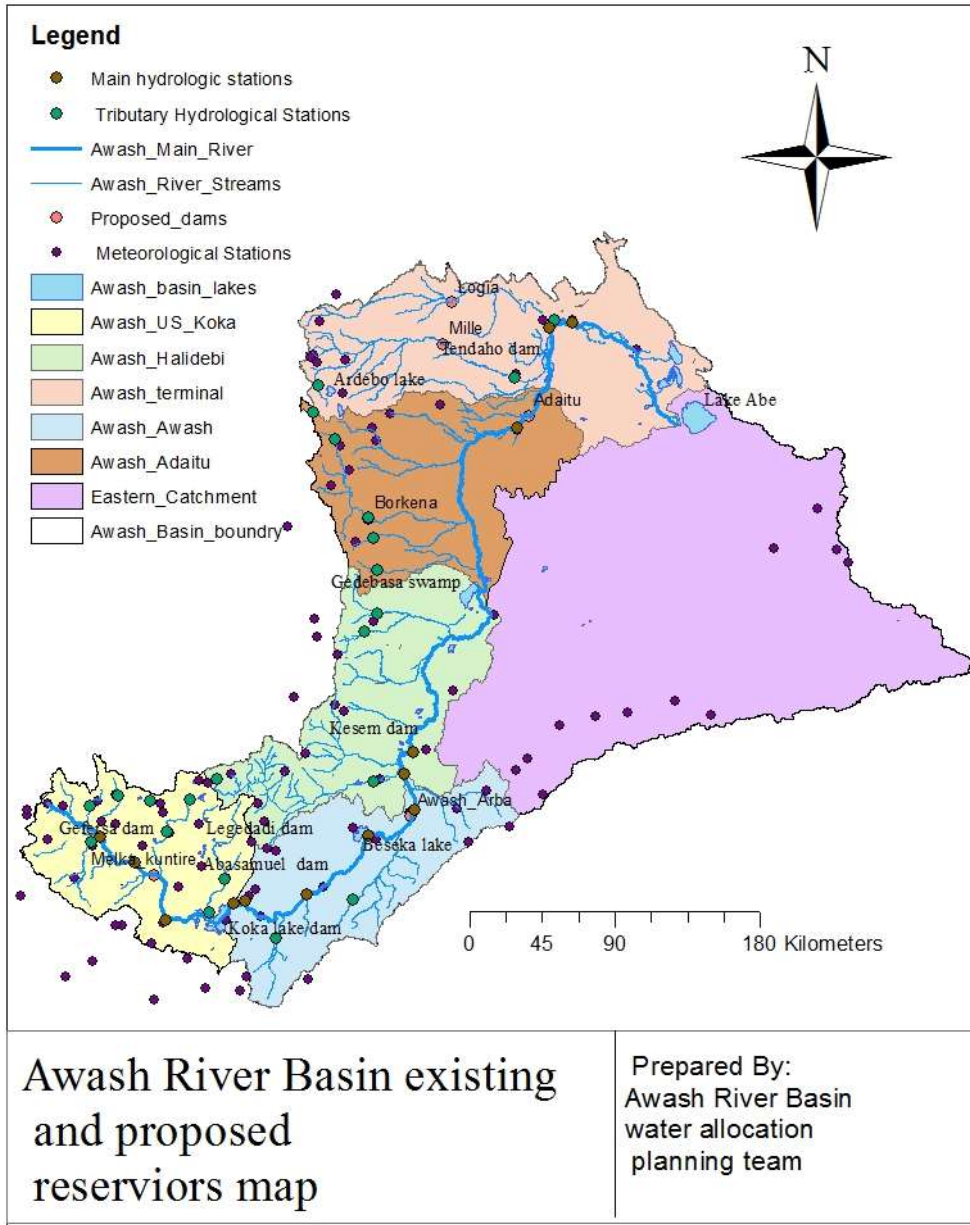 Legend
Main hydrologic stations
Tributary Hydrological Stations
Awash_Main_River
Awash_River_Streams
Proposed_dams
Meteorological Stations
Awash_basin_lakes
Awash_US_Koka
Awash_Halidebi
Awash_terminal
Awash_Awash
Awash_Adaitu
Eastern_Catchment
Awash_Basin_boundry
N
Logia
Mille
Tendaho dam
Ardebo lake
Adaitu
Lake Abe
Borkena
Gedebasa swamp
Kesem dam
Awash_Arba
Gefersa dam
Legedadi dam
Beseka lake
Melka_kuntire
Abasamuel dam
Koka lake dam
0 45 90 180 Kilometers
Awash River Basin existing
and proposed
reserviors map
Prepared By:
Awash River Basin
water allocation
planning team